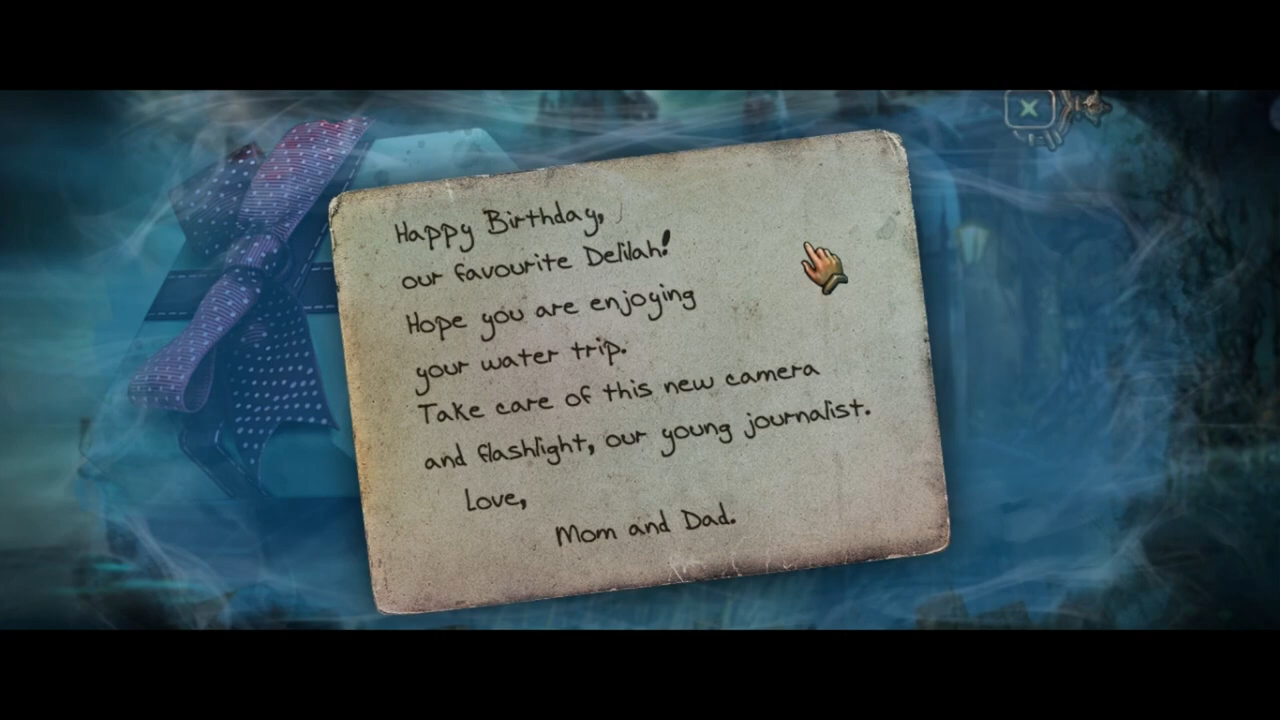 Happy Birthday,
our favourite Delilah!
Hope you are enjoying
your water trip.
Take care of this new camera
and flashlight, our young journalist.
Love,
Mom and Dad.